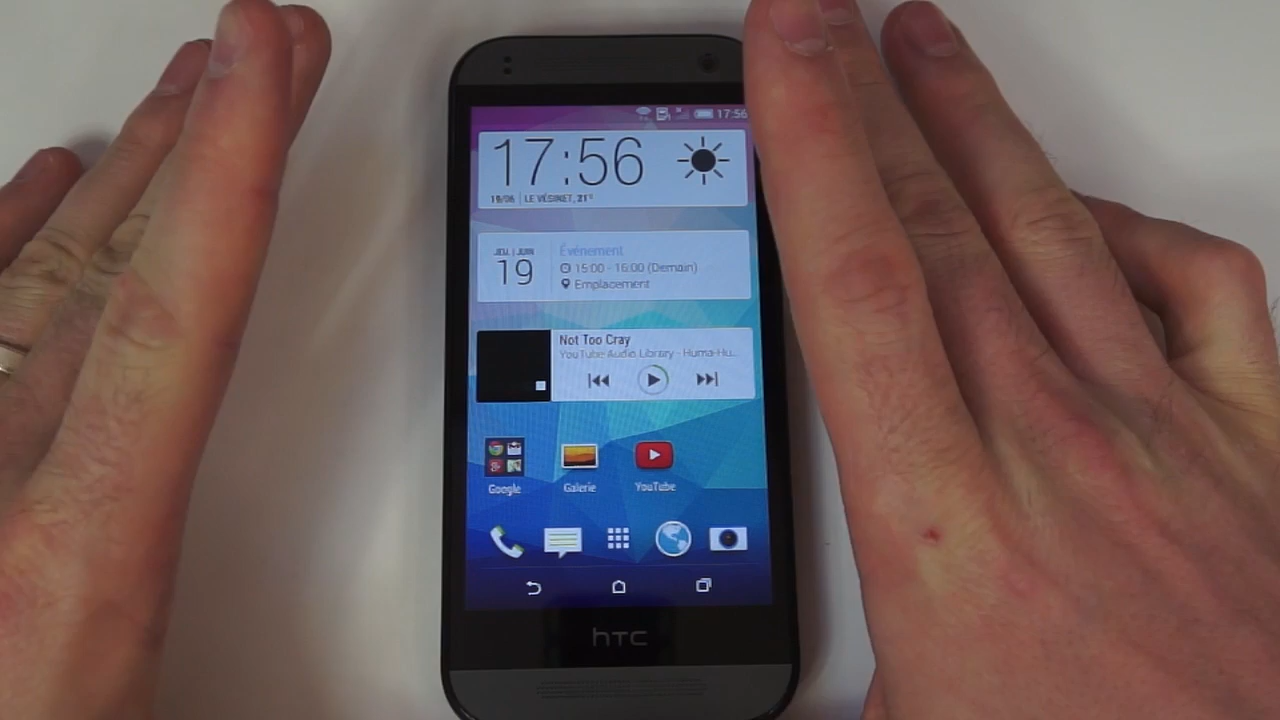 17:56
17:56
19/06 | LE VÉSINET, 21°
JEU. | JUIN
19
Événement
15:00 - 16:00 (Demain)
Emplacement
Not Too Cray
YouTube Audio Library - Huma-Hu...
Google
Galerie
YouTube
hTC